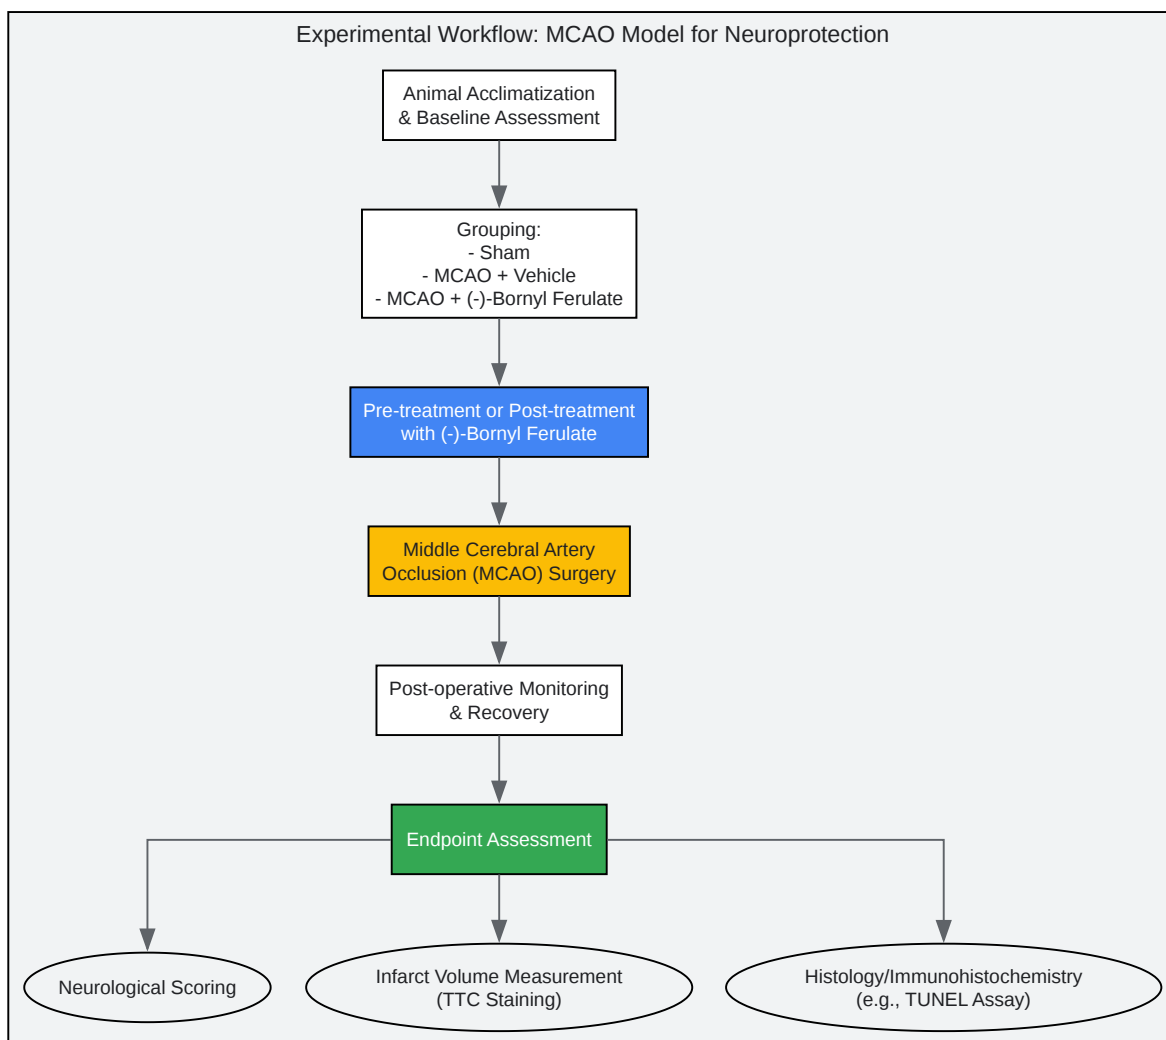 Experimental Workflow: MCAO Model for Neuroprotection
Animal Acclimatization
& Baseline Assessment
Grouping:
- Sham
- MCAO + Vehicle
- MCAO + (-)-Bornyl Ferulate
Pre-treatment or Post-treatment
with (-)-Bornyl Ferulate
Middle Cerebral Artery
Occlusion (MCAO) Surgery
Post-operative Monitoring
& Recovery
Endpoint Assessment
Neurological Scoring
Infarct Volume Measurement
(TTC Staining)
Histology/Immunohistochemistry
(e.g., TUNEL Assay)